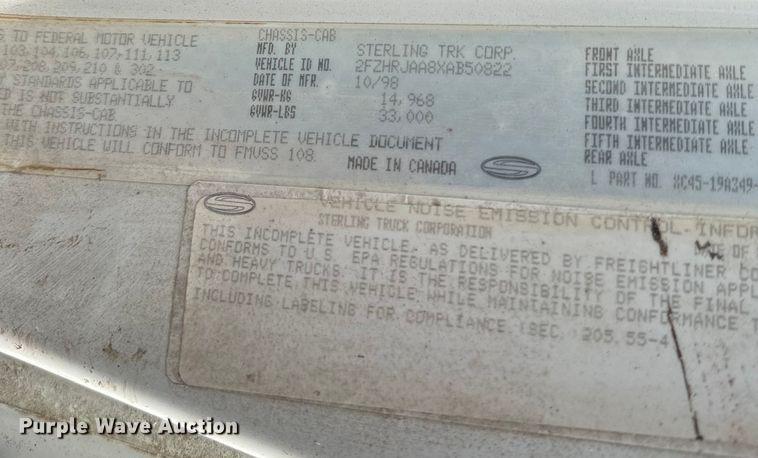 TO FEDERAL MOTOR VEHICLE
103, 104, 106, 107, 111, 113
207, 208, 209, 210 & 302
STANDARDS APPLICABLE TO
IS NOT SUBSTANTIALLY
THE CHASSIS-CAB
WITH INSTRUCTIONS IN THE INCOMPLETE VEHICLE DOCUMENT
THIS VEHICLE WILL CONFORM TO FMVSS 108
CHASSIS-CAB
MFD. BY STERLING TRK CORP
VEHICLE ID NO. 2FZHRJAA8XAB50822
DATE OF MFR. 10/98
GVWR-KG 14,968
GVWR-LBS 33,000
MADE IN CANADA
FRONT AXLE
FIRST INTERMEDIATE AXLE
SECOND INTERMEDIATE AXLE
THIRD INTERMEDIATE AXLE
FOURTH INTERMEDIATE AXLE
FIFTH INTERMEDIATE AXLE
REAR AXLE
L PART NO. XC45-19A349-
VEHICLE NOISE EMISSION CONTROL INFOR
STERLING TRUCK CORPORATION
DATE OF
THIS INCOMPLETE VEHICLE, AS DELIVERED BY FREIGHTLINER CO
CONFORMS TO U.S. EPA REGULATIONS FOR NOISE EMISSION APPL
AND HEAVY TRUCKS. IT IS THE RESPONSIBILITY OF THE FINAL
TO COMPLETE THIS VEHICLE WHILE MAINTAINING CONFORMANCE T
INCLUDING LABELING FOR COMPLIANCE (SEC. 205.55-4
Purple Wave Auction